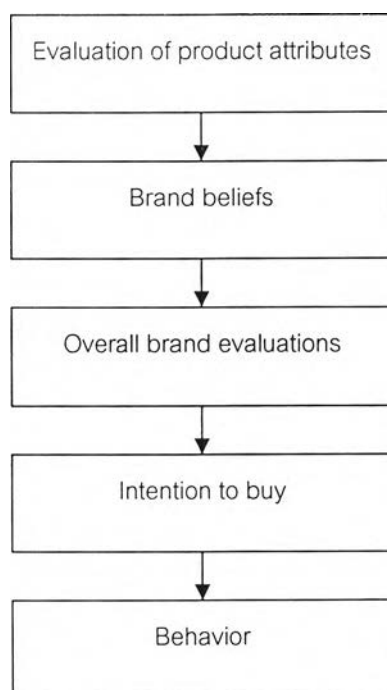 Evaluation of product attributes
Brand beliefs
Overall brand evaluations
Intention to buy
Behavior